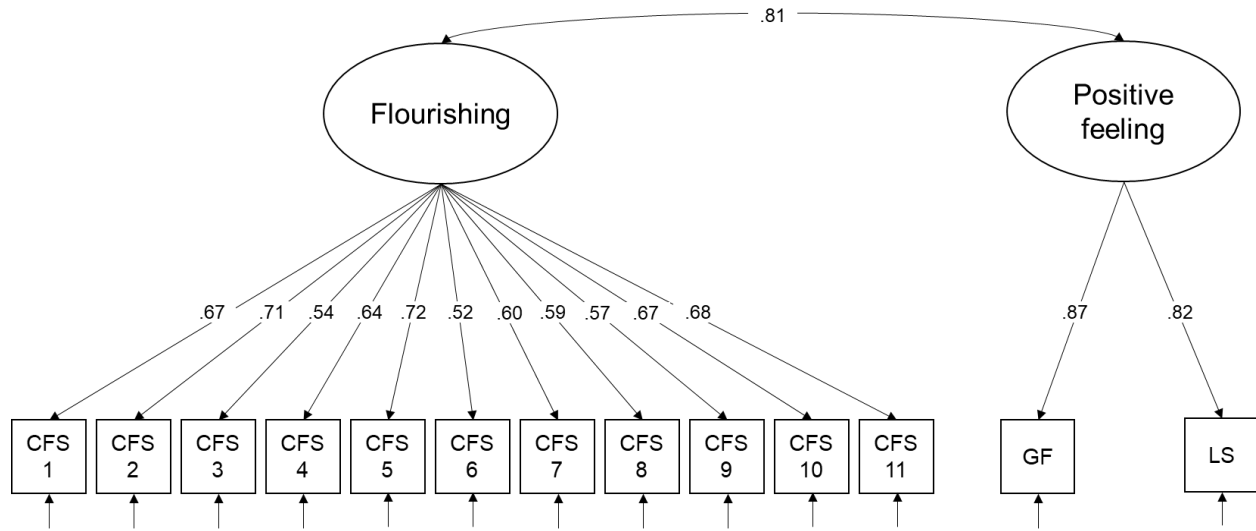 .81
Flourishing
Positive
feeling
.67 .71 .54 .64 .72 .52 .60 .59 .57 .67 .68 .87 .82
CFS
1
CFS
2
CFS
3
CFS
4
CFS
5
CFS
6
CFS
7
CFS
8
CFS
9
CFS
10
CFS
11
GF
LS